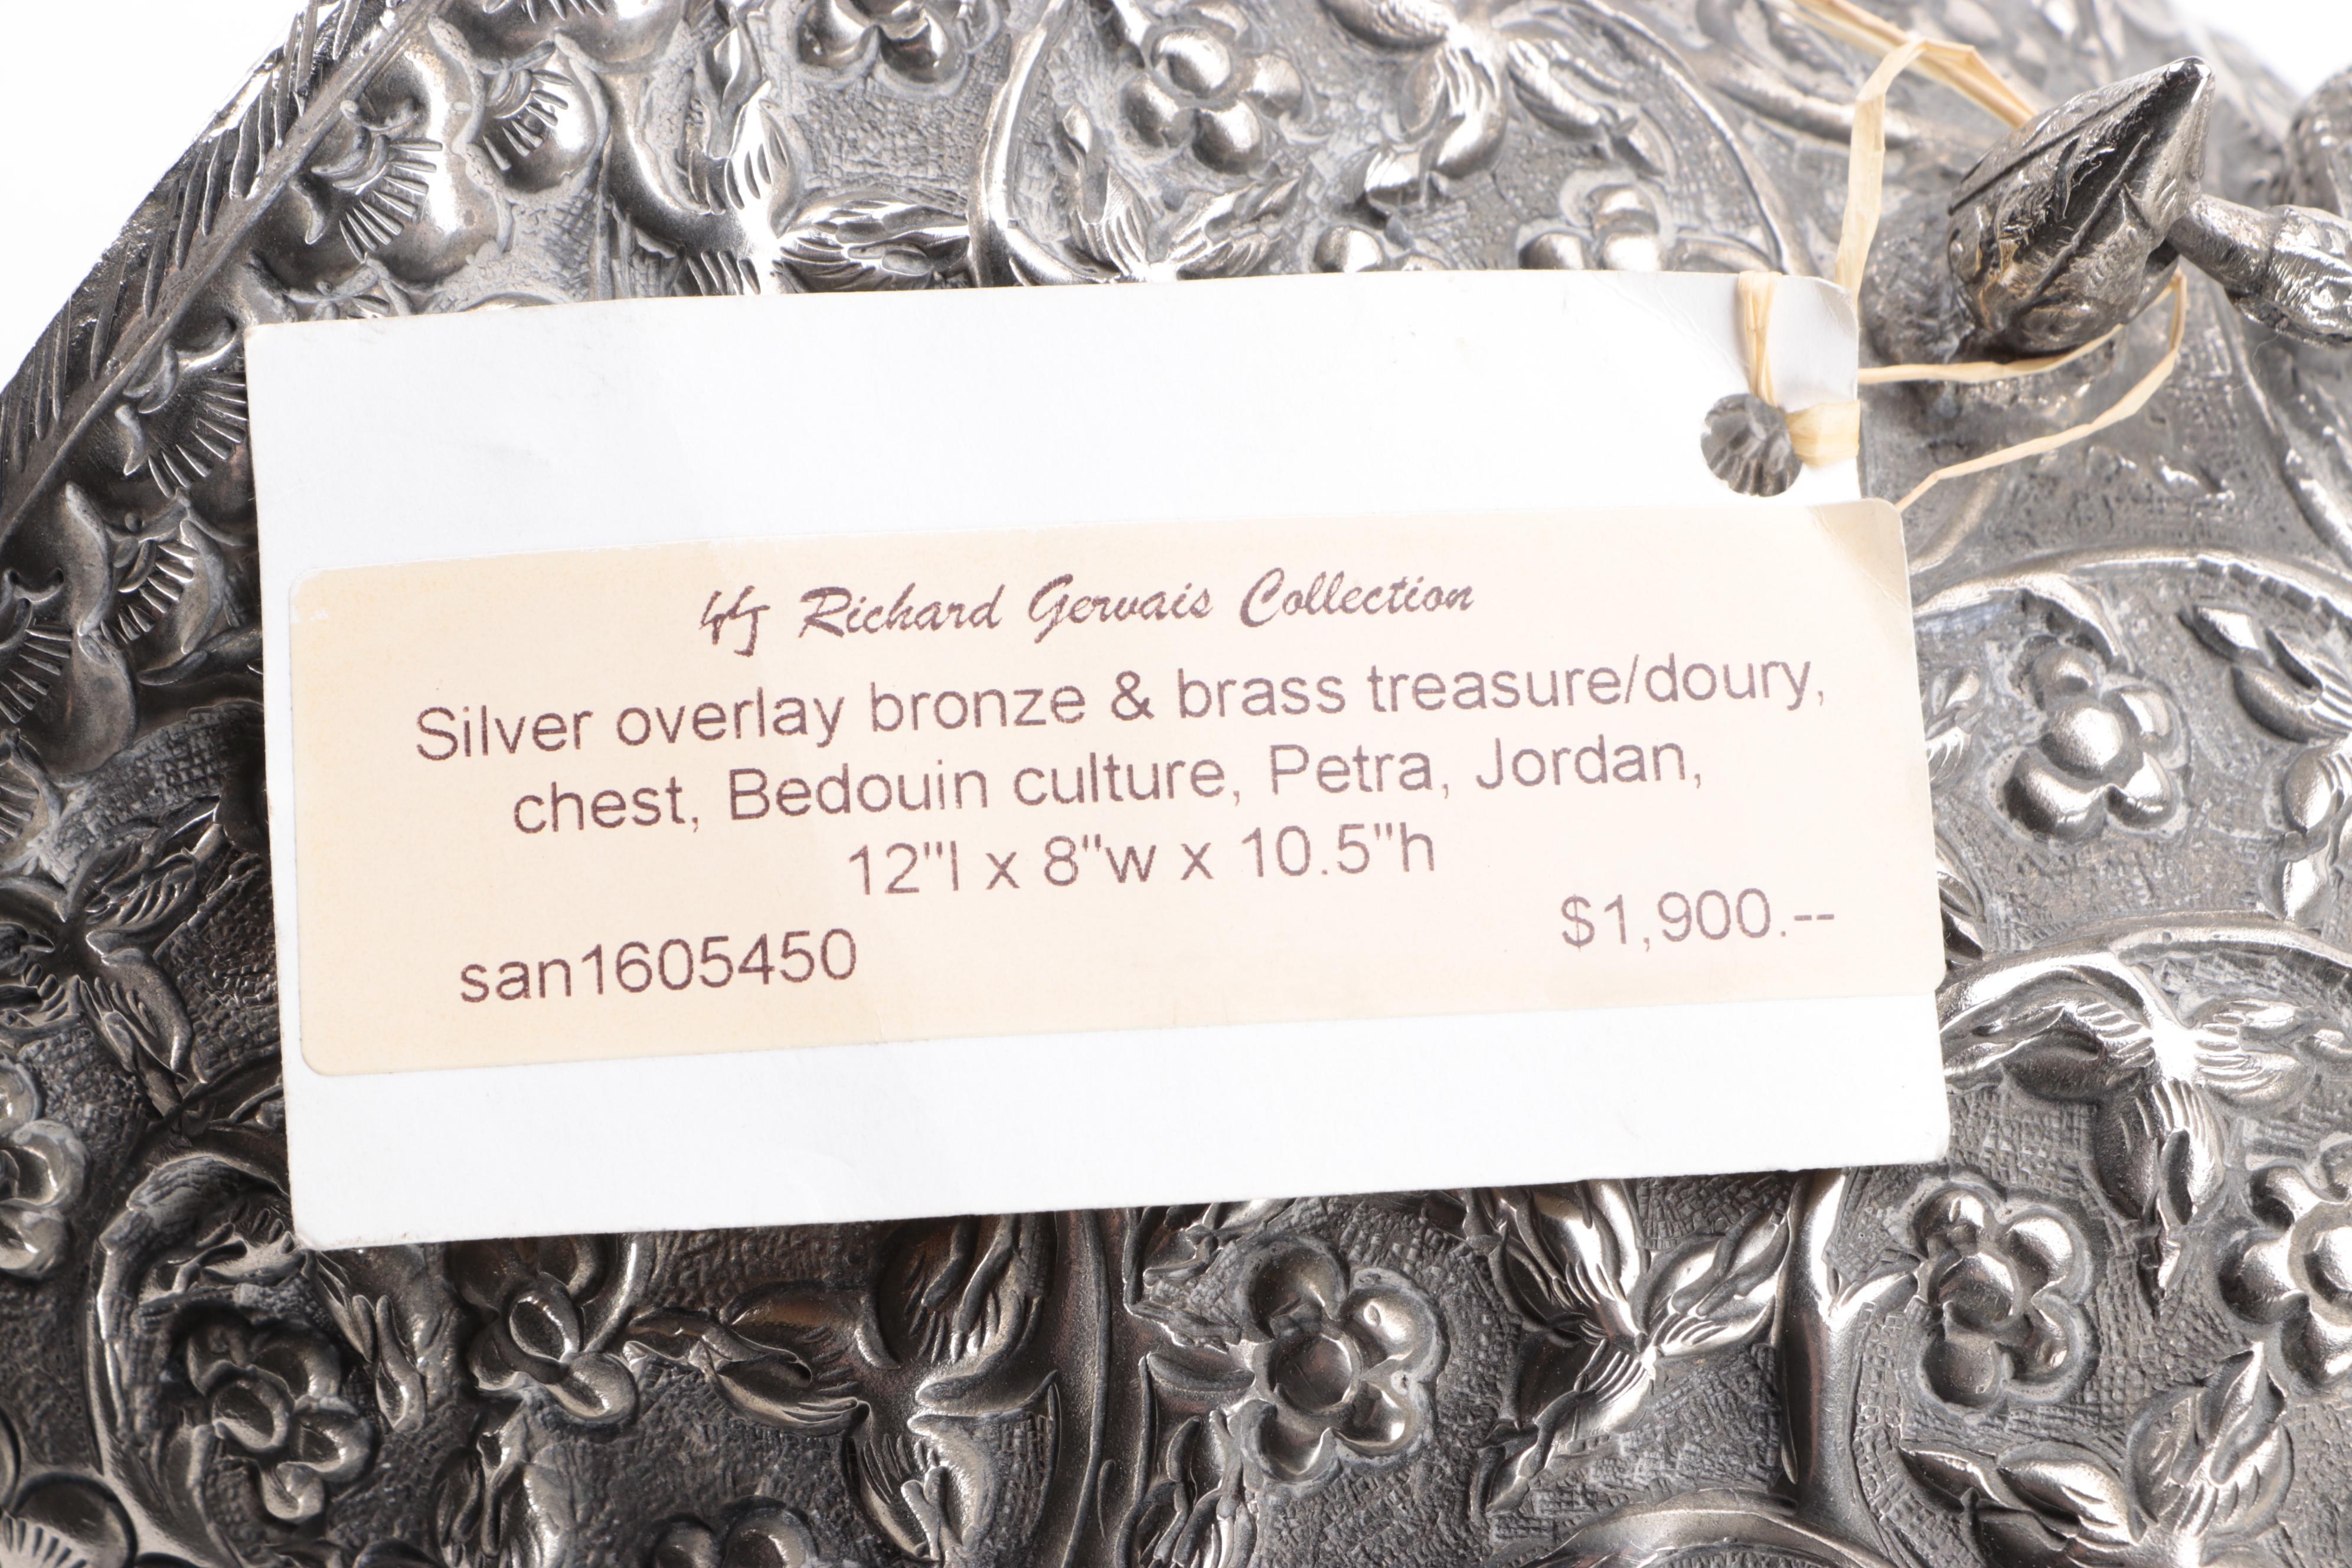 Richard Gervais Collection
Silver overlay bronze & brass treasure/doury,
chest, Bedouin culture, Petra, Jordan,
12"l x 8"w x 10.5"h
san1605450 $1,900.--